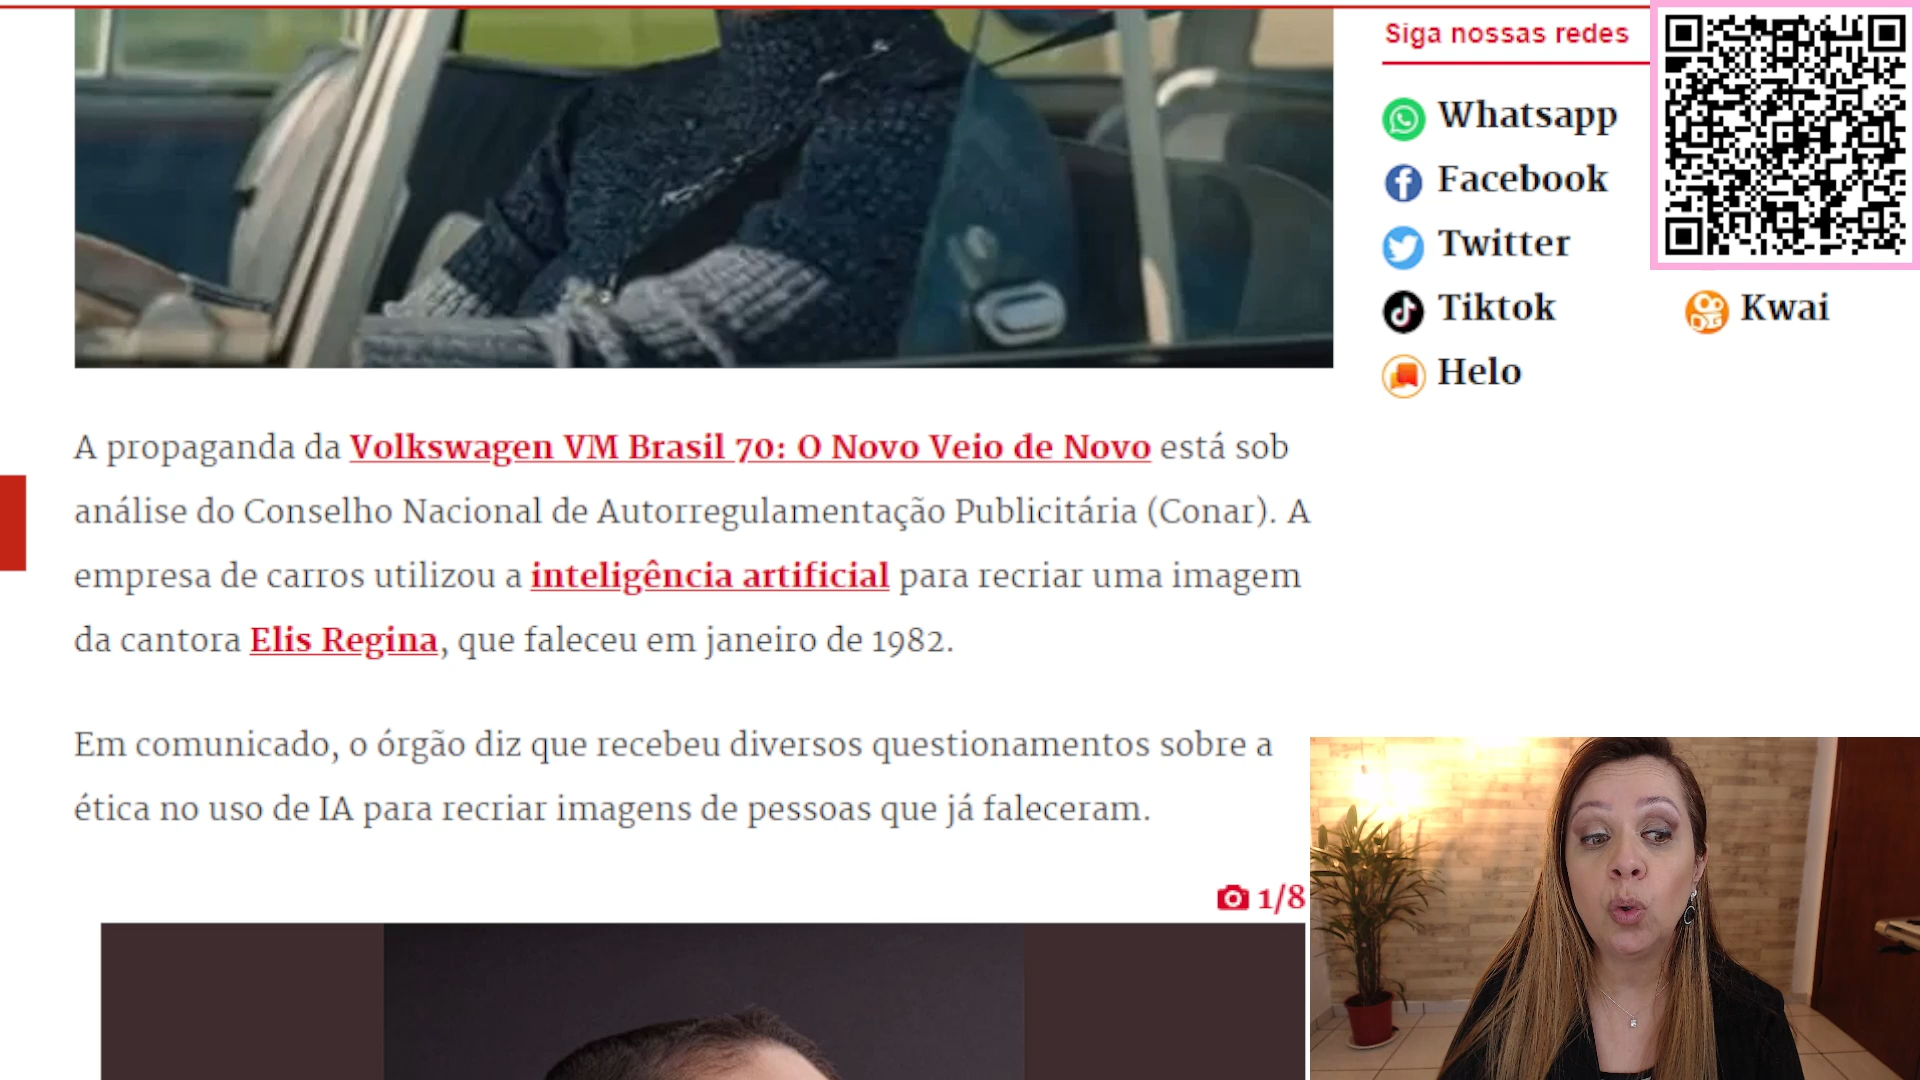 Siga nossas redes
Whatsapp
Facebook
Twitter
Tiktok
Kwai
Helo
A propaganda da Volkswagen VM Brasil 70: O Novo Veio de Novo está sob
análise do Conselho Nacional de Autorregulamentação Publicitária (Conar). A
empresa de carros utilizou a inteligência artificial para recriar uma imagem
da cantora Elis Regina, que faleceu em janeiro de 1982.
Em comunicado, o órgão diz que recebeu diversos questionamentos sobre a
ética no uso de IA para recriar imagens de pessoas que já faleceram.
1/8